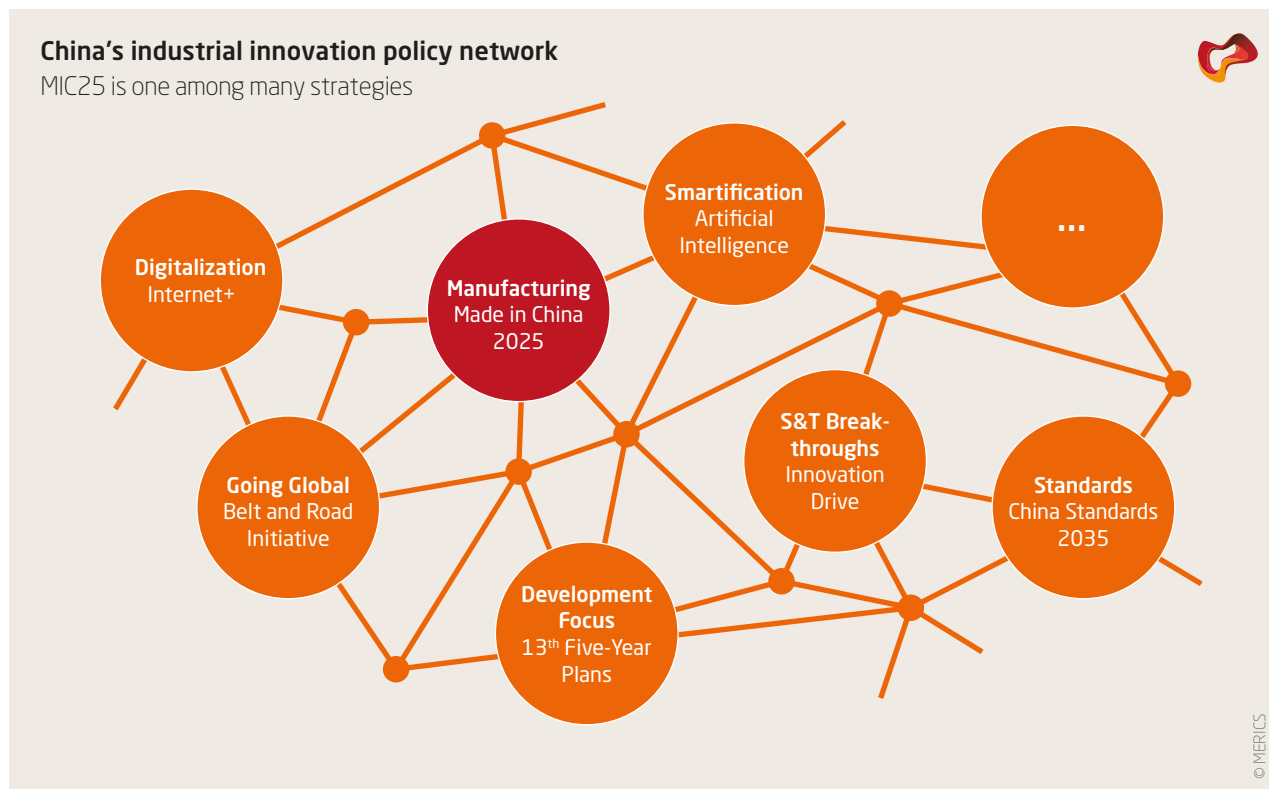 China's industrial innovation policy network
MIC25 is one among many strategies
Smartification
Artificial
Intelligence
...
Digitalization
Internet+
Manufacturing
Made in China
2025
S&T Break-
throughs
Innovation
Drive
Going Global
Belt and Road
Initiative
Standards
China Standards
2035
Development
Focus
13th Five-Year
Plans
© MERICS